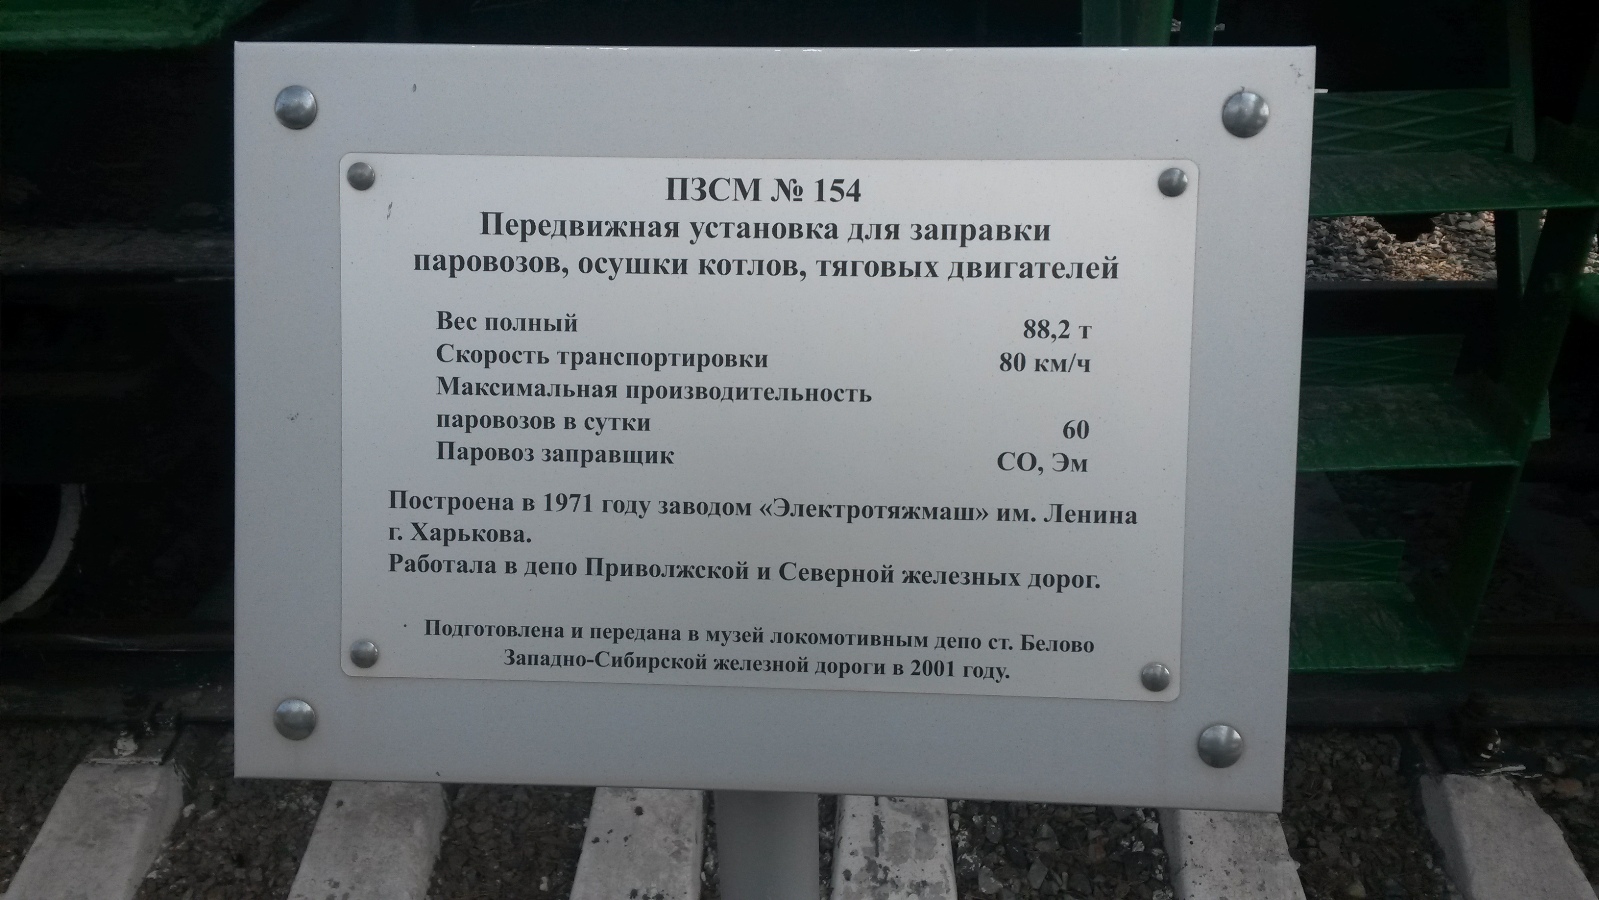 ПЗСМ № 154
Передвижная установка для заправки
паровозов, осушки котлов, тяговых двигателей
Вес полный 88,2 т
Скорость транспортировки 80 км/ч
Максимальная производительность
паровозов в сутки 60
Паровоз заправщик СО, Эм
Построена в 1971 году заводом «Электротяжмаш» им. Ленина
г. Харькова.
Работала в депо Приволжской и Северной железных дорог.
Подготовлена и передана в музей локомотивным депо ст. Белово
Западно-Сибирской железной дороги в 2001 году.